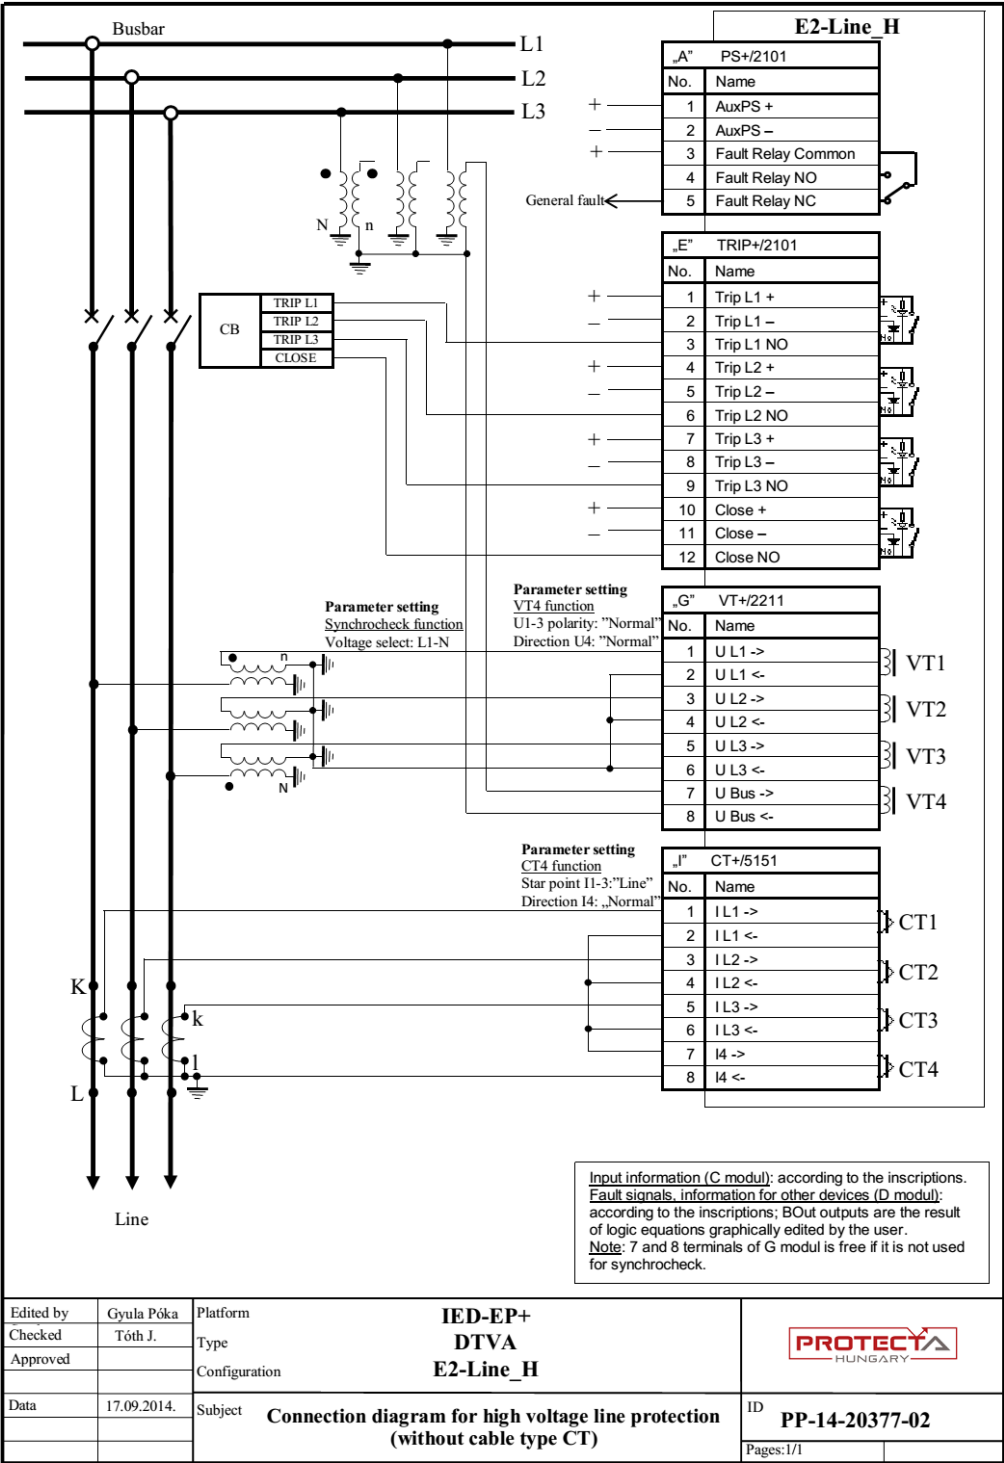 Busbar
L1
L2
L3
N
n
General fault
CB
TRIP L1
TRIP L2
TRIP L3
CLOSE
E2-Line_H
„A” PS+/2101
No. Name
+ 1 AuxPS +
– 2 AuxPS –
+ 3 Fault Relay Common
4 Fault Relay NO
5 Fault Relay NC
„E” TRIP+/2101
No. Name
+ 1 Trip L1 +
– 2 Trip L1 –
3 Trip L1 NO
+ 4 Trip L2 +
– 5 Trip L2 –
6 Trip L2 NO
+ 7 Trip L3 +
– 8 Trip L3 –
9 Trip L3 NO
+ 10 Close +
– 11 Close –
12 Close NO
+
No
+
No
+
No
+
No
Parameter setting
Synchrocheck function
Voltage select: L1-N
Parameter setting
VT4 function
U1-3 polarity: ”Normal”
Direction U4: ”Normal”
n
N
„G” VT+/2211
No. Name
1 U L1 ->
2 U L1 <-
3 U L2 ->
4 U L2 <-
5 U L3 ->
6 U L3 <-
7 U Bus ->
8 U Bus <-
VT1
VT2
VT3
VT4
Parameter setting
CT4 function
Star point I1-3:”Line”
Direction I4: „Normal”
„I” CT+/5151
No. Name
1 I L1 ->
2 I L1 <-
3 I L2 ->
4 I L2 <-
5 I L3 ->
6 I L3 <-
7 I4 ->
8 I4 <-
CT1
CT2
CT3
CT4
K
k
l
L
Line
Input information (C modul): according to the inscriptions.
Fault signals, information for other devices (D modul):
according to the inscriptions; BOut outputs are the result
of logic equations graphically edited by the user.
Note: 7 and 8 terminals of G modul is free if it is not used
for synchrocheck.
Edited by Gyula Póka
Checked Tóth J.
Approved
Data 17.09.2014.
Platform IED-EP+
Type DTVA
Configuration E2-Line_H
Subject Connection diagram for high voltage line protection
(without cable type CT)
PROTECTA
HUNGARY
ID PP-14-20377-02
Pages:1/1